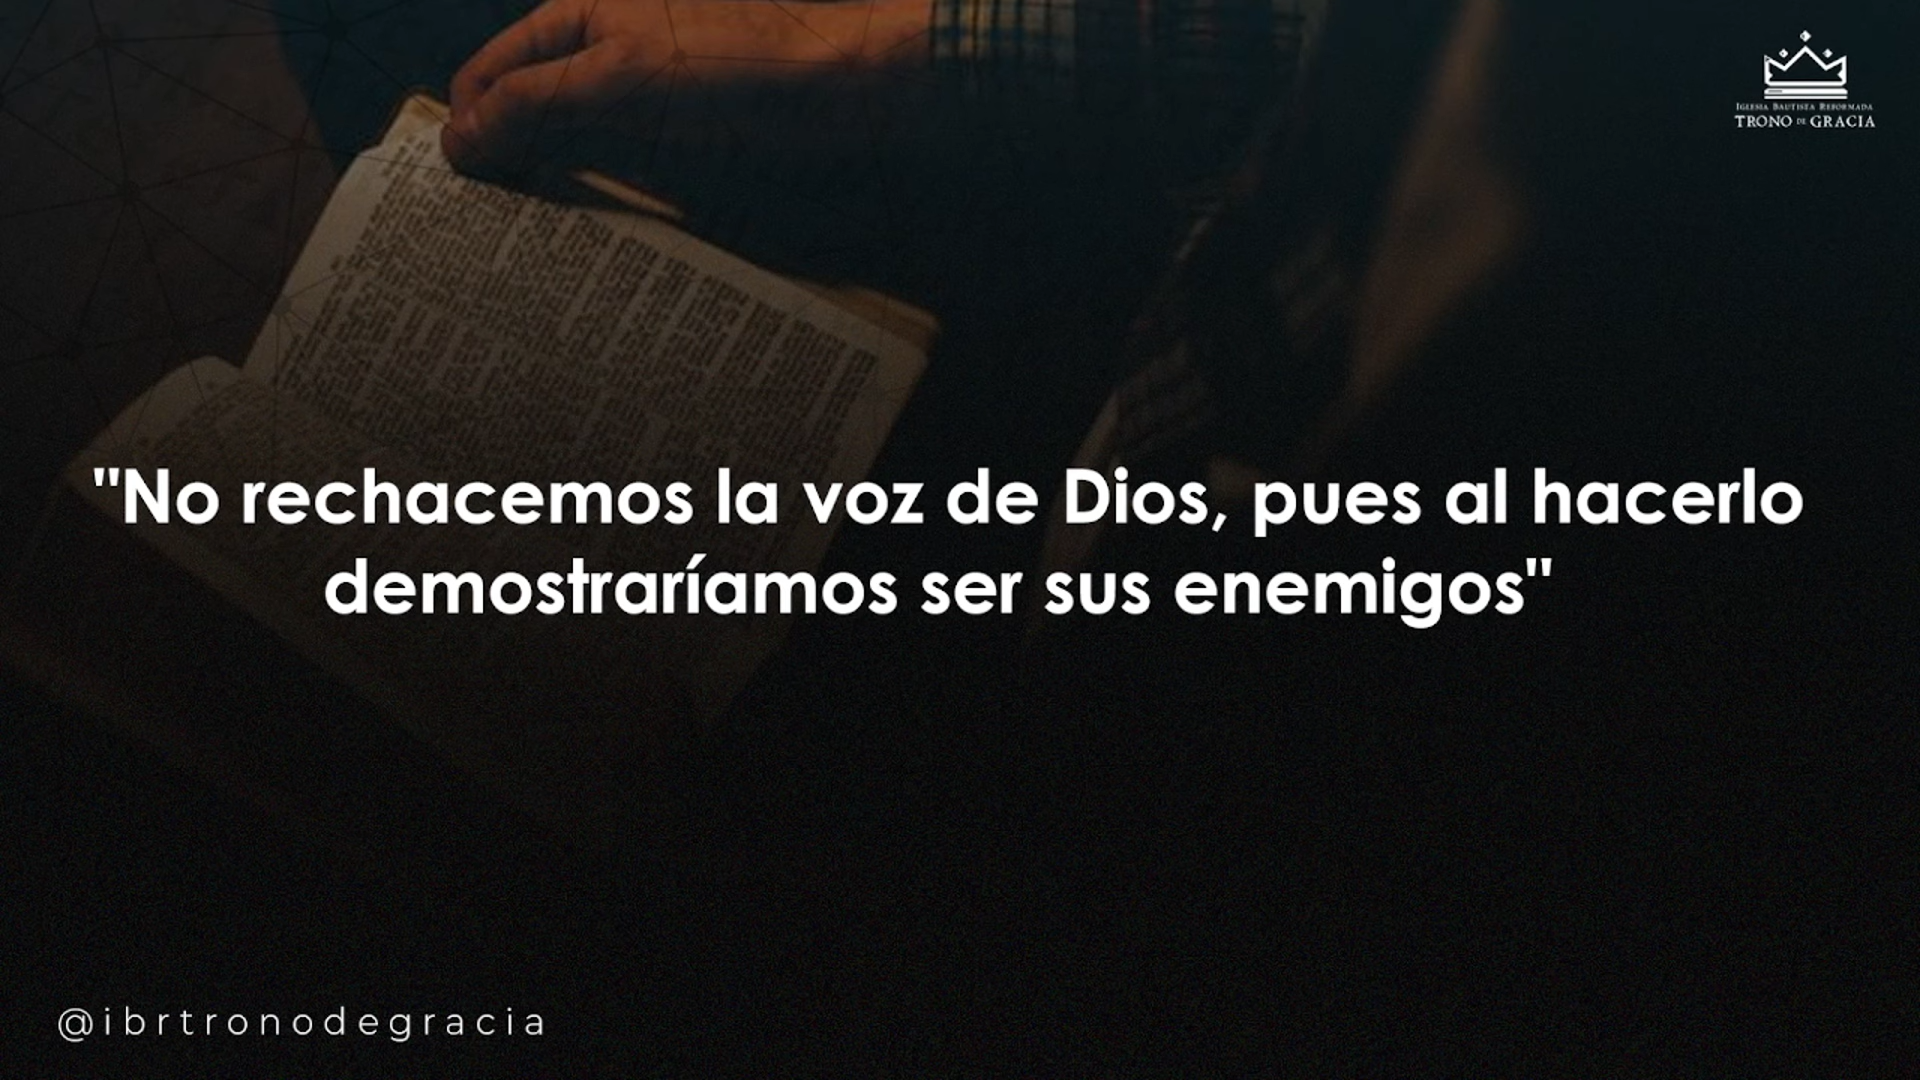 IGLESIA BAUTISTA REFORMADA
TRONO DE GRACIA
"No rechacemos la voz de Dios, pues al hacerlo
demostraríamos ser sus enemigos"
@ibrtronodegracia